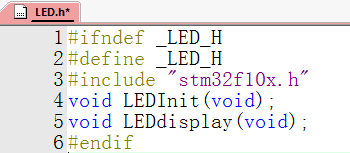 LED.h*
1 #ifndef _LED_H
2 #define _LED_H
3 #include "stm32f10x.h"
4 void LEDInit(void);
5 void LEDdisplay(void);
6 #endif